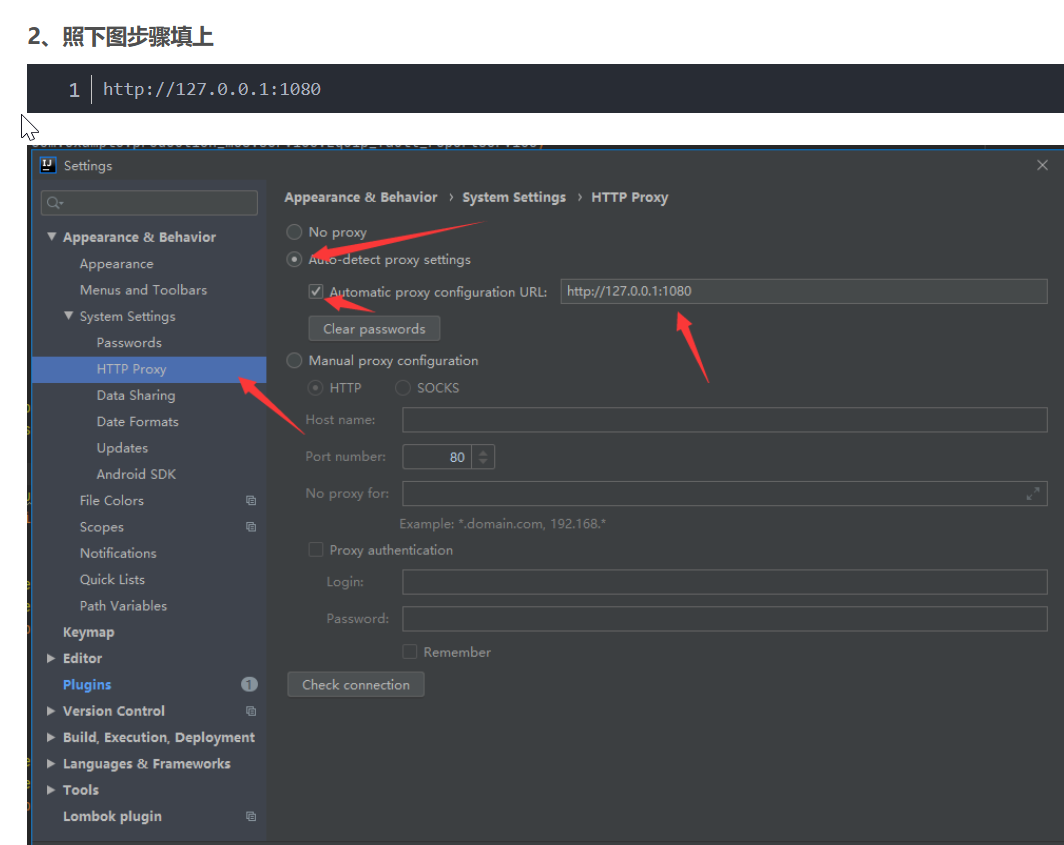 2、照下图步骤填上
1 http://127.0.0.1:1080
Settings
Appearance & Behavior
Appearance
Menus and Toolbars
System Settings
Passwords
HTTP Proxy
Data Sharing
Date Formats
Updates
Android SDK
File Colors
Scopes
Notifications
Quick Lists
Path Variables
Keymap
Editor
Plugins 1
Version Control
Build, Execution, Deployment
Languages & Frameworks
Tools
Lombok plugin
Appearance & Behavior › System Settings › HTTP Proxy
No proxy
Auto-detect proxy settings
Automatic proxy configuration URL: http://127.0.0.1:1080
Clear passwords
Manual proxy configuration
HTTP SOCKS
Host name:
Port number: 80
No proxy for:
Example: *.domain.com, 192.168.*
Proxy authentication
Login:
Password:
Remember
Check connection